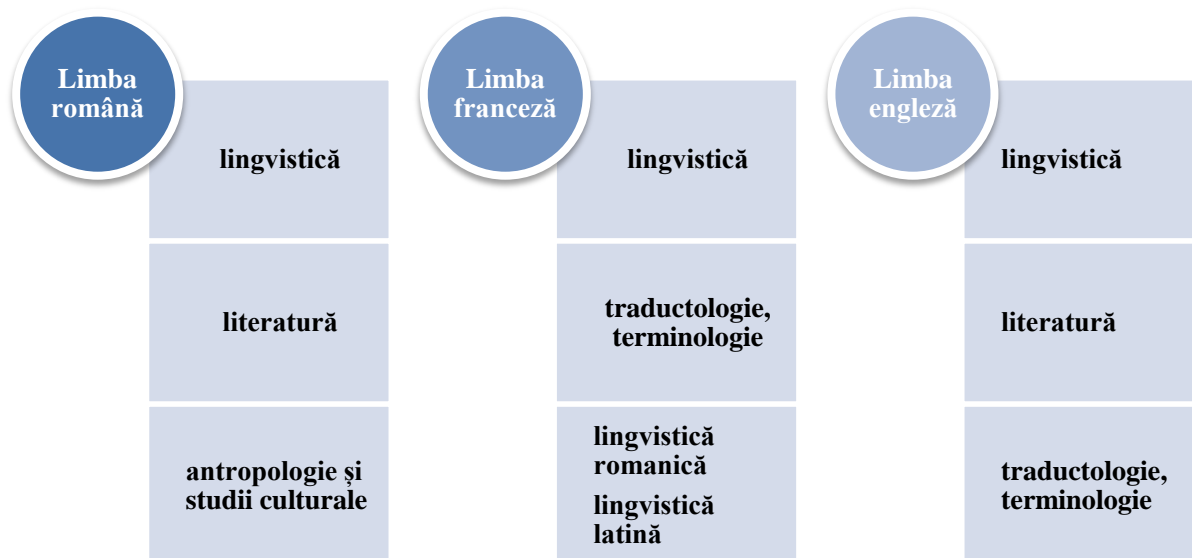 Limba
română
lingvistică
literatură
antropologie și
studii culturale
Limba
franceză
lingvistică
traductologie,
terminologie
lingvistică
romanică
lingvistică
latină
Limba
engleză
lingvistică
literatură
traductologie,
terminologie